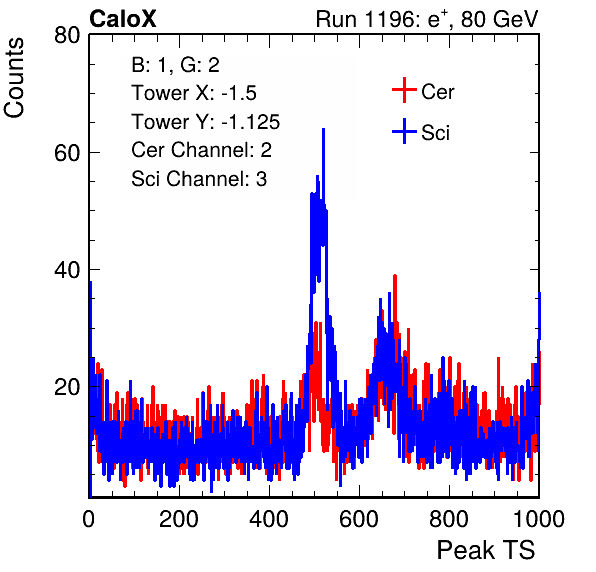 CaloX Run 1196: e+, 80 GeV
Counts
80
60
40
20
B: 1, G: 2
Tower X: -1.5
Tower Y: -1.125
Cer Channel: 2
Sci Channel: 3
Cer
Sci
0 200 400 600 800 1000
Peak TS